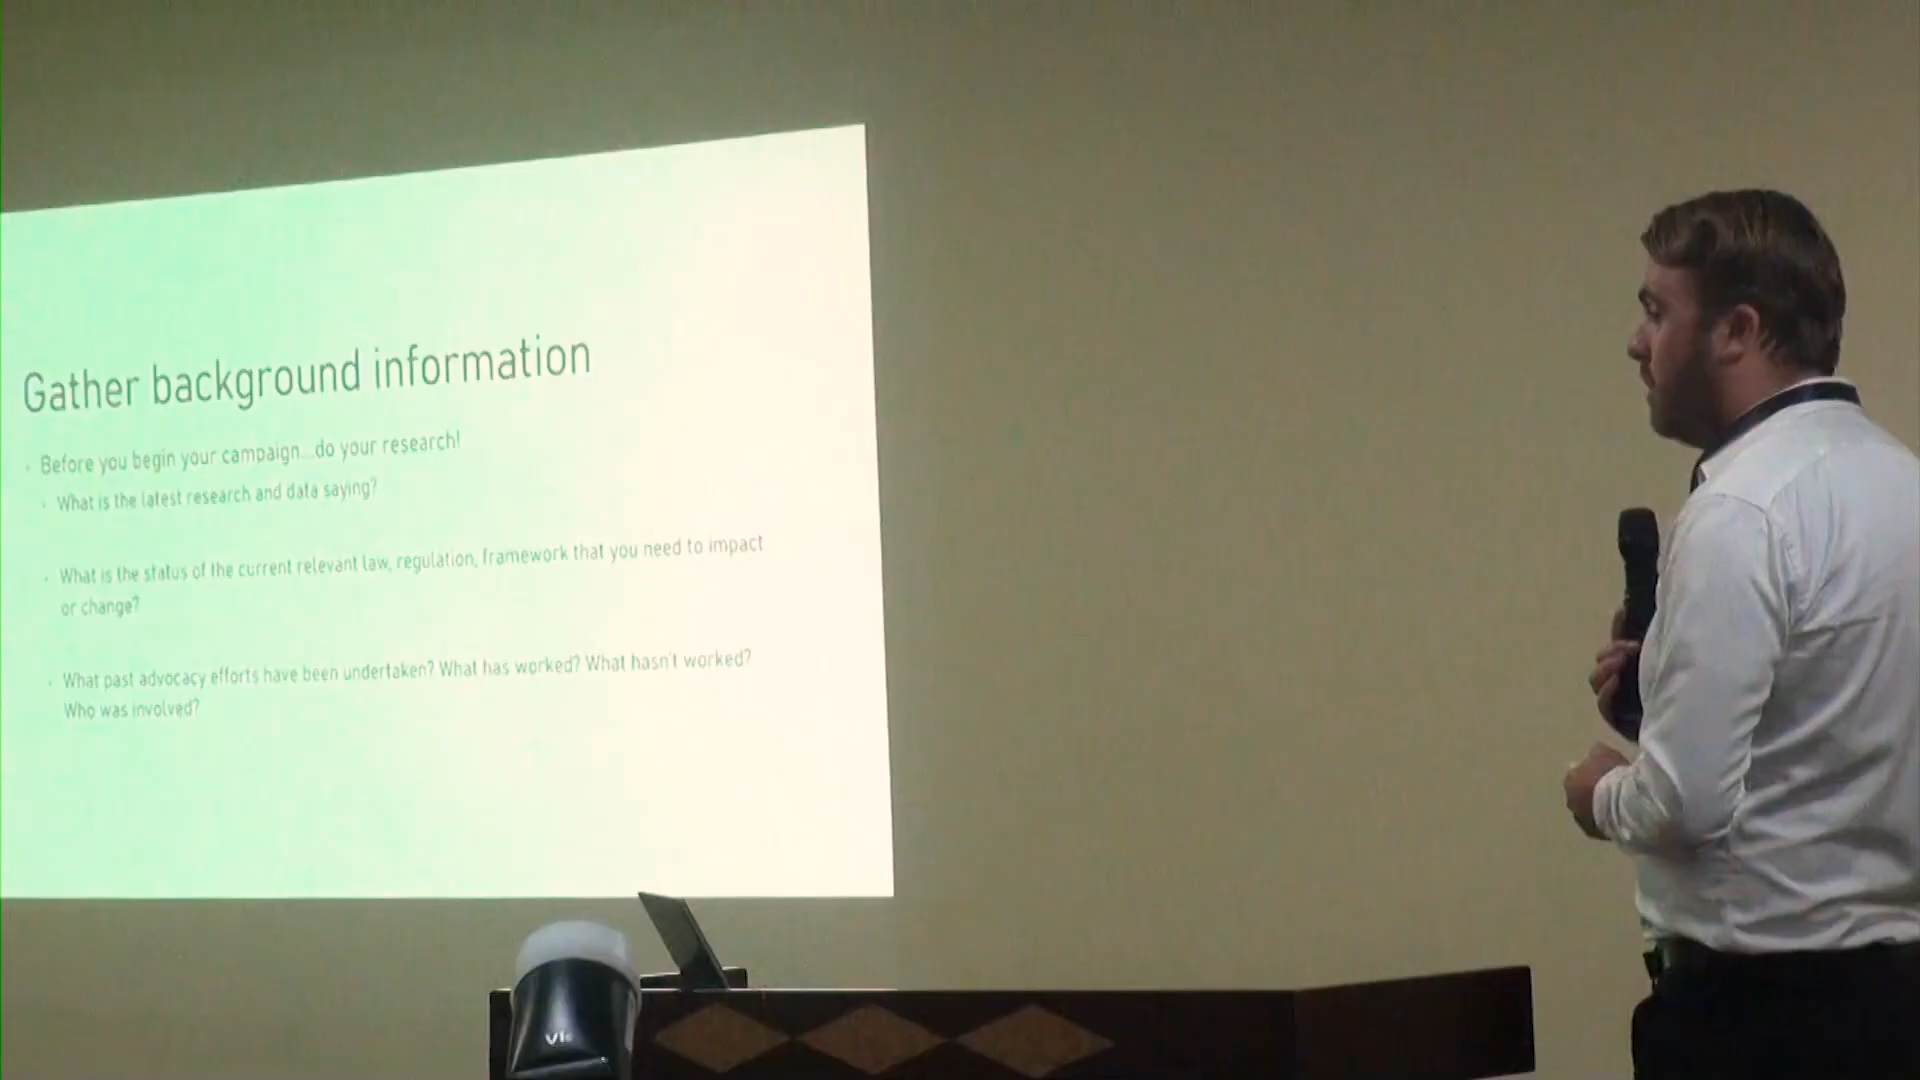 Gather background information
Before you begin your campaign...do your research!
What is the latest research and data saying?
What is the status of the current relevant law, regulation, framework that you need to impact
or change?
What past advocacy efforts have been undertaken? What has worked? What hasn't worked?
Who was involved?